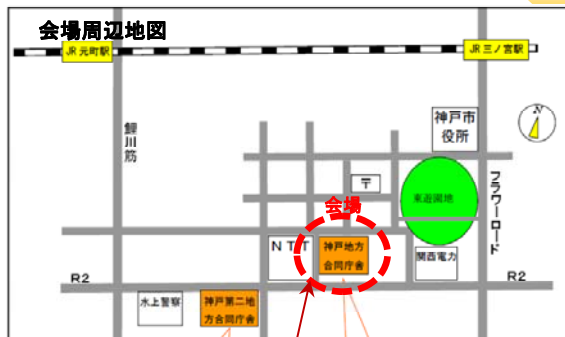 会場周辺地図
JR 元町駅
JR 三ノ宮駅
神戸市
役所
N
鯉川筋
〒
東遊園地
フラワーロード
会場
NTT
神戸地方
合同庁舎
関西電力
R2
R2
水上警察
神戸第二地
方合同庁舎